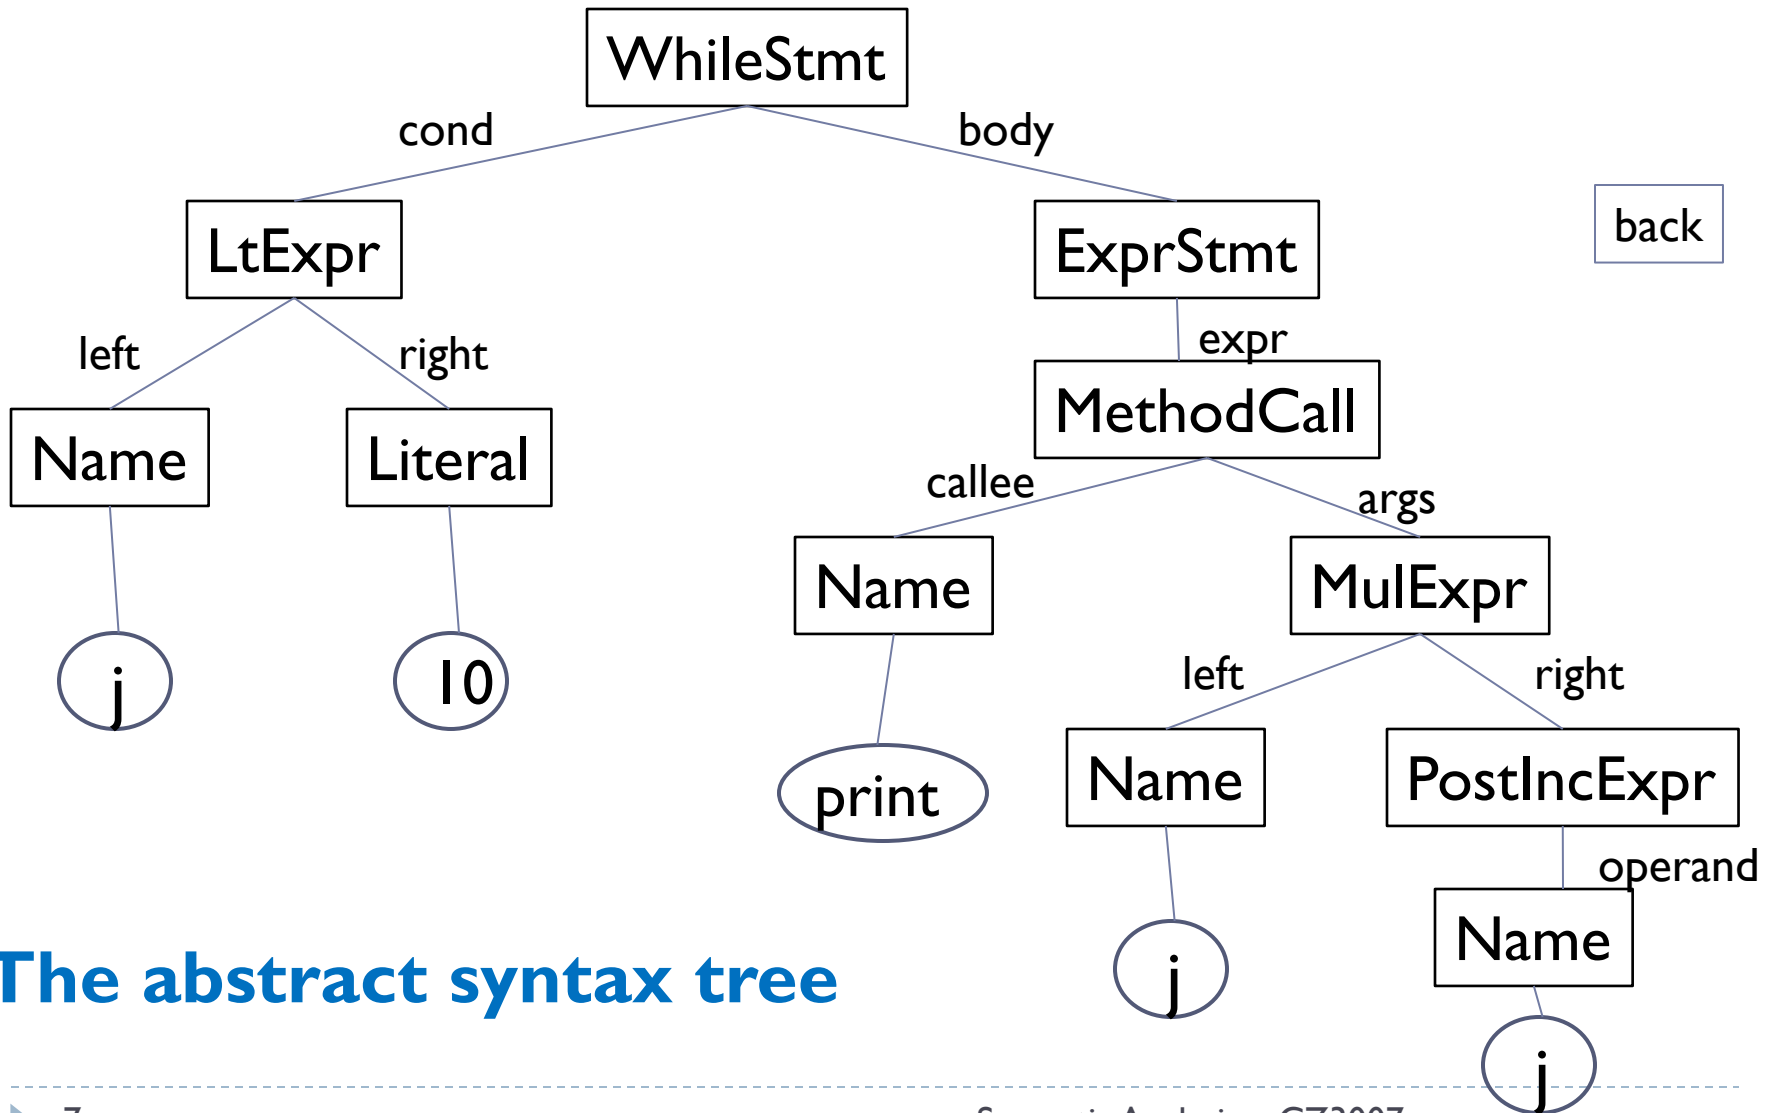 WhileStmt
cond
body
LtExpr
ExprStmt
back
left
right
expr
Name
Literal
MethodCall
callee
args
Name
MulExpr
j
10
left
right
print
Name
PostIncExpr
operand
Name
The abstract syntax tree
j
j